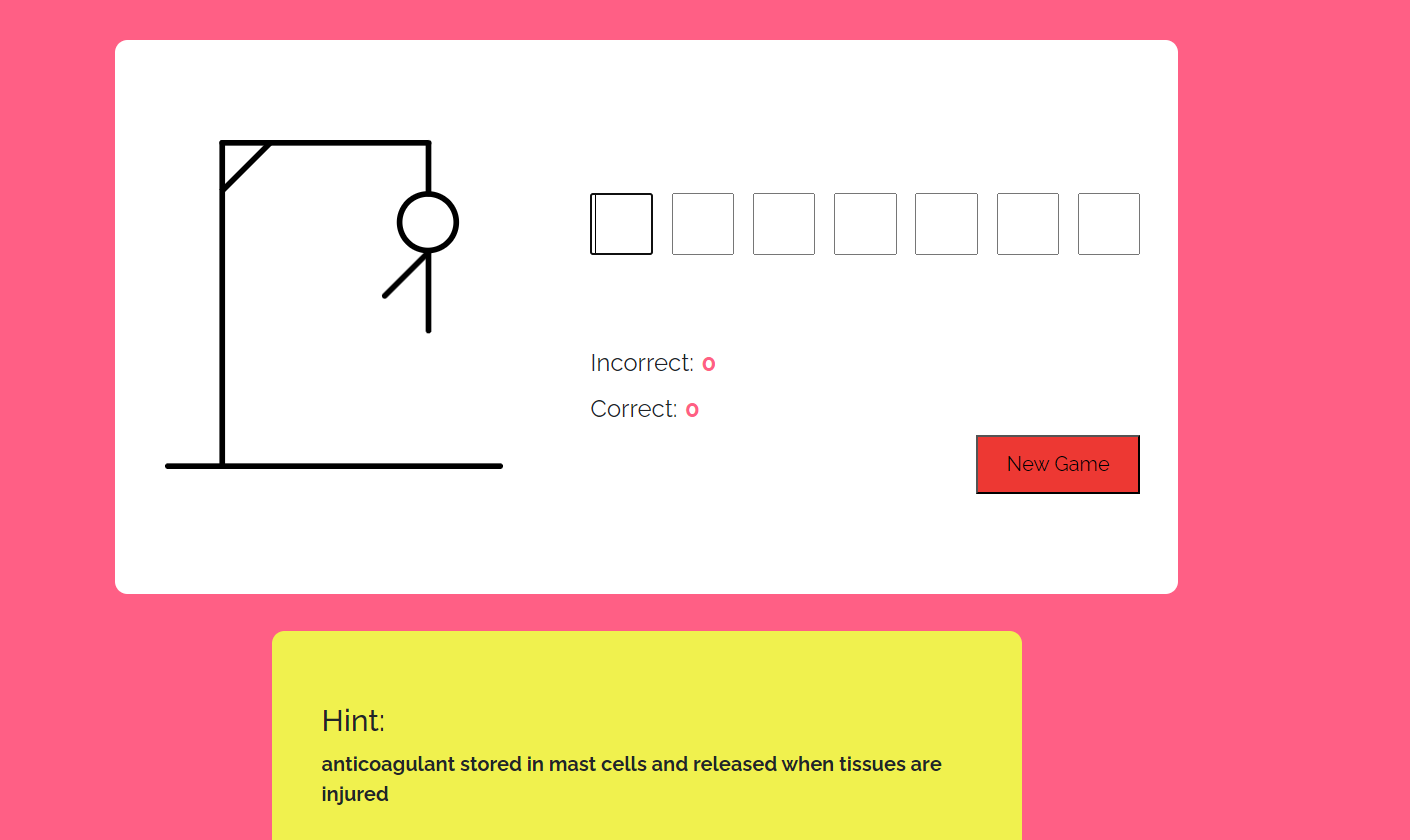 Incorrect: 0
Correct: 0
New Game
Hint:
anticoagulant stored in mast cells and released when tissues are
injured